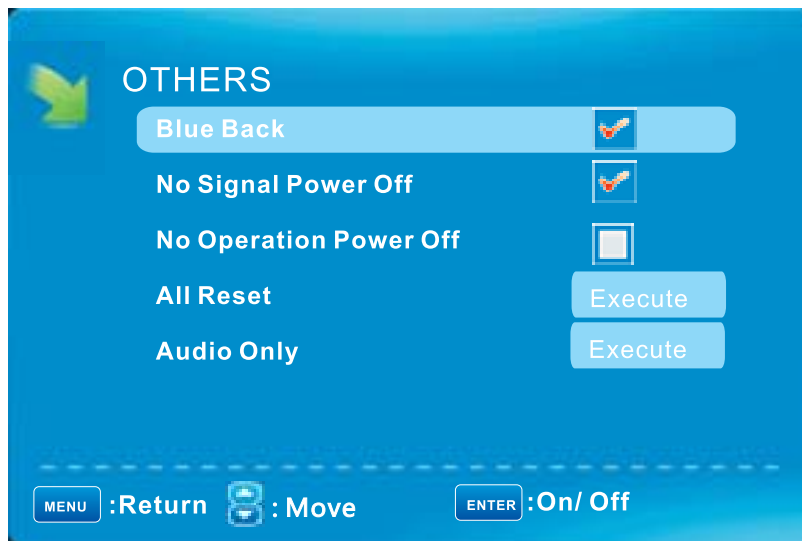 OTHERS
Blue Back
No Signal Power Off
No Operation Power Off
All Reset Execute
Audio Only Execute
MENU :Return : Move ENTER :On/ Off